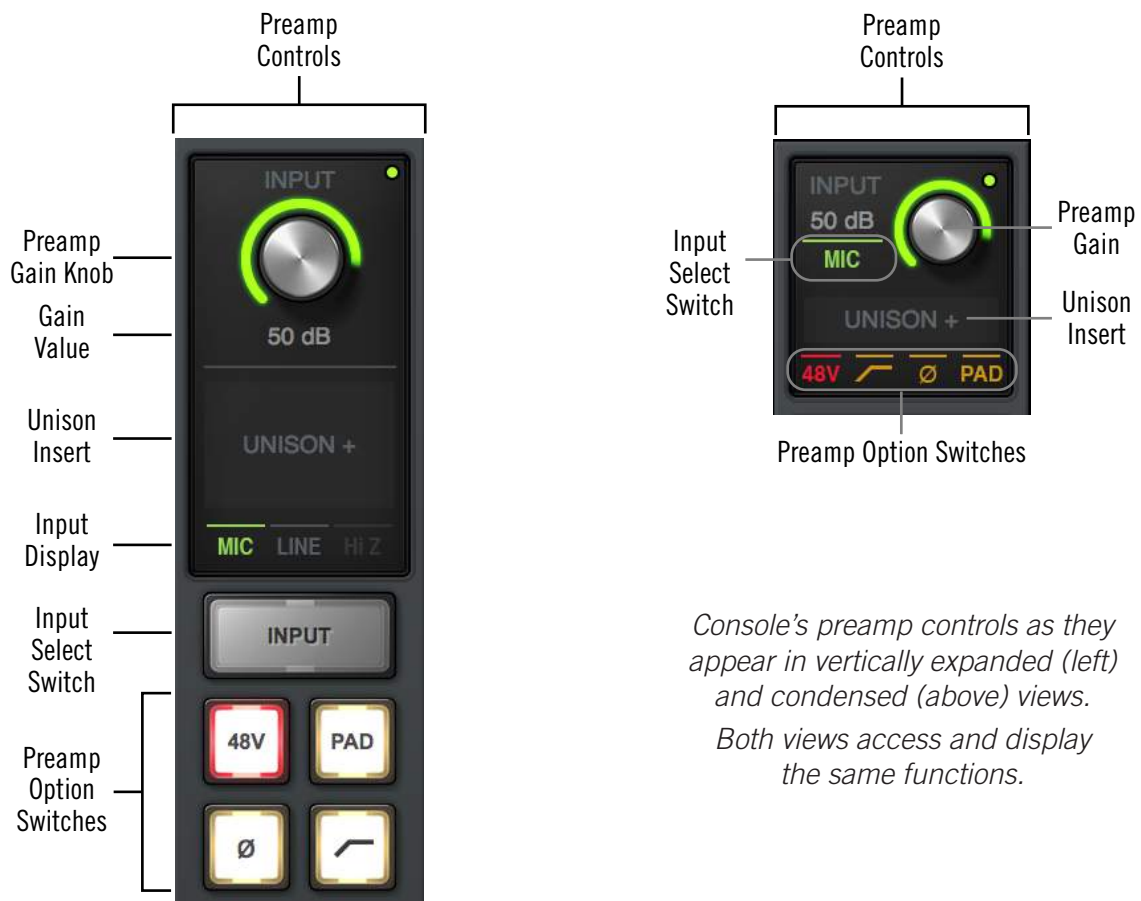 Preamp
Controls
INPUT
Preamp
Gain Knob
Gain
Value
50 dB
Unison
Insert
UNISON +
Input
Display
MIC LINE Hi Z
Input
Select
Switch
INPUT
Preamp
Option
Switches
48V PAD
Ø
Preamp
Controls
INPUT
50 dB
MIC
Input
Select
Switch
Preamp
Gain
UNISON +
Unison
Insert
48V Ø PAD
Preamp Option Switches
Console's preamp controls as they
appear in vertically expanded (left)
and condensed (above) views.
Both views access and display
the same functions.